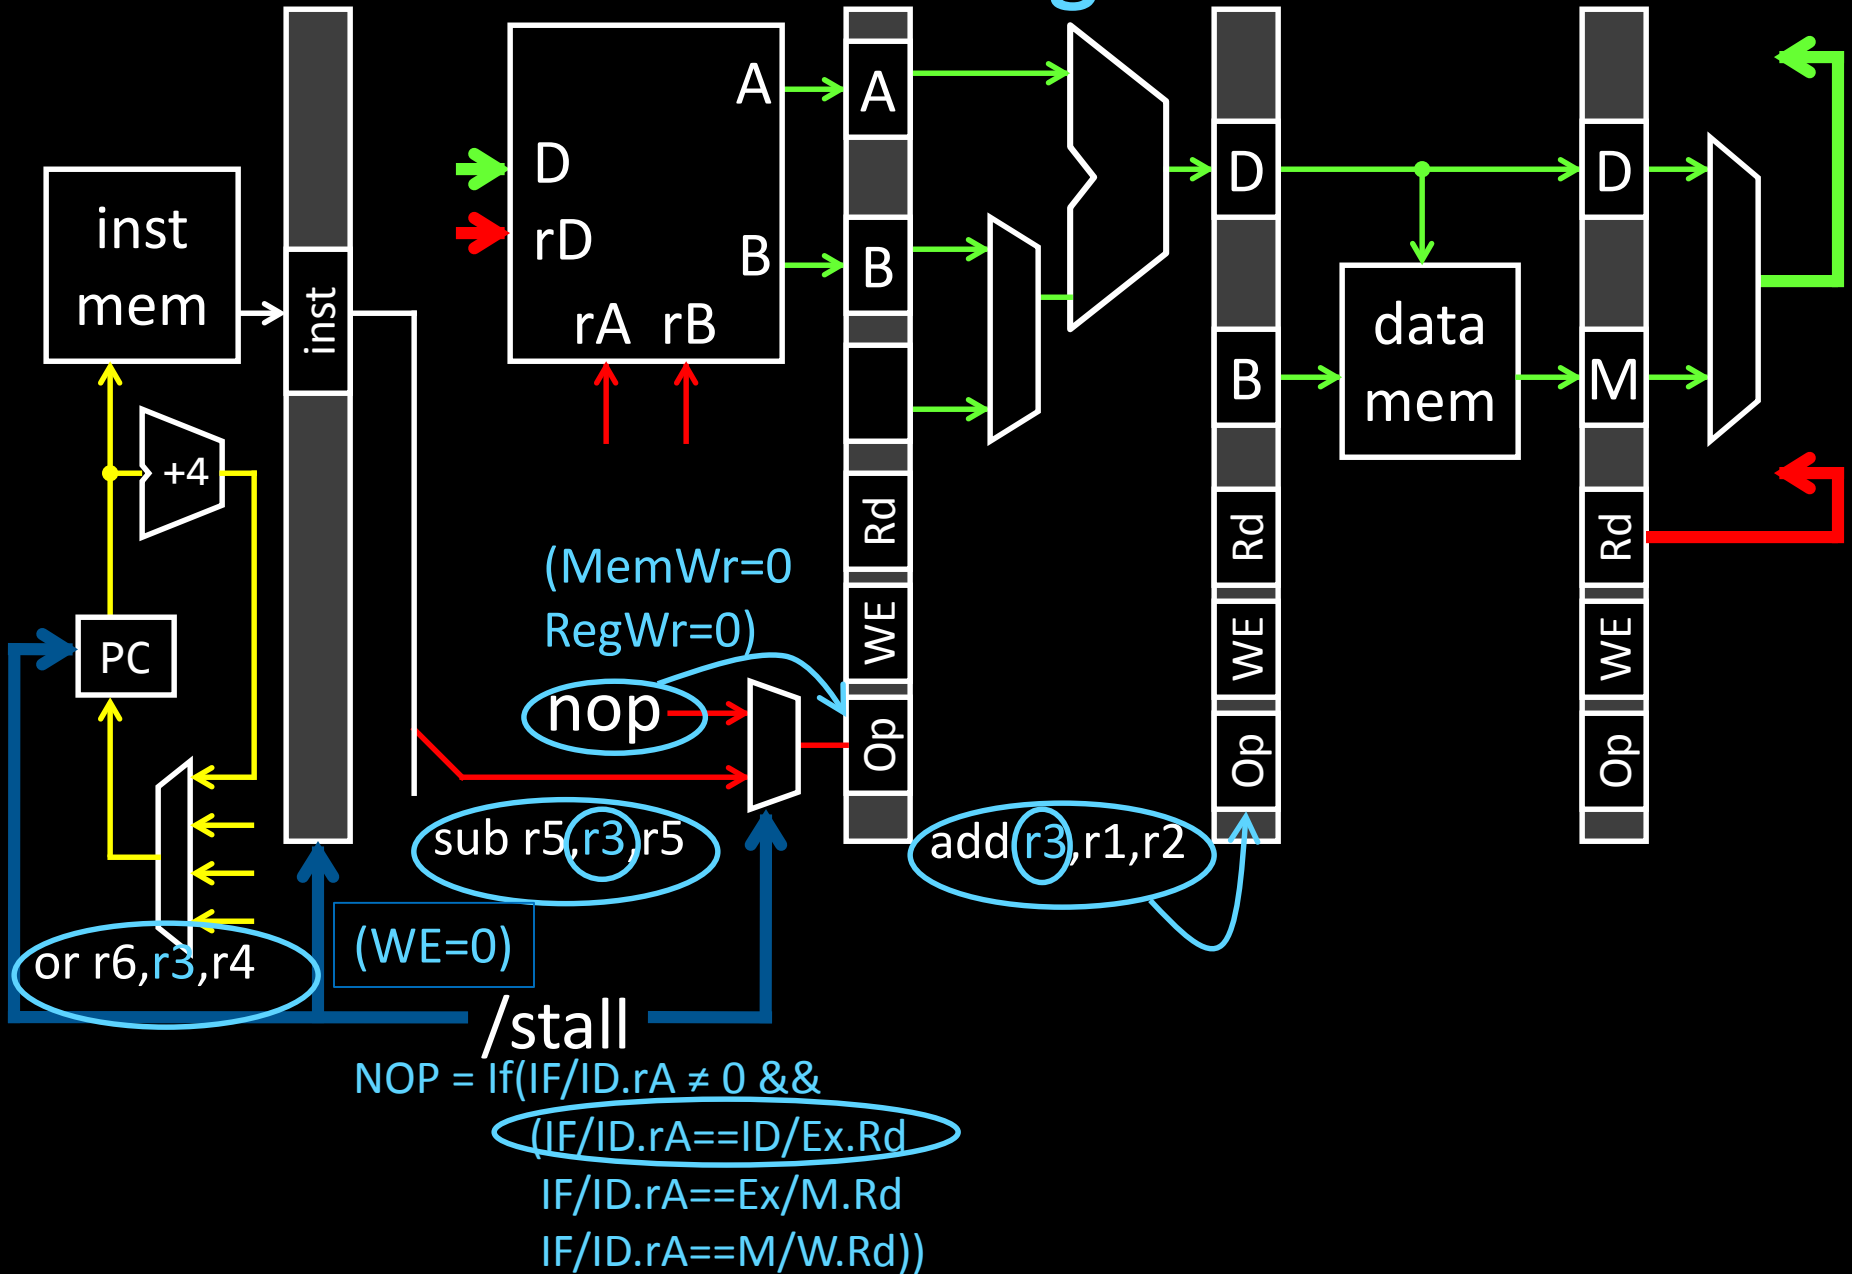 g
A
A
D
rD
B
B
rA rB
inst
mem
inst
+4
PC
D
B
data
mem
D
M
Rd
WE
Op
Rd
WE
Op
Rd
WE
Op
(MemWr=0
RegWr=0)
nop
sub r5,r3,r5
add r3,r1,r2
or r6,r3,r4
(WE=0)
/stall
NOP = If(IF/ID.rA ≠ 0 &&
(IF/ID.rA==ID/Ex.Rd
IF/ID.rA==Ex/M.Rd
IF/ID.rA==M/W.Rd))